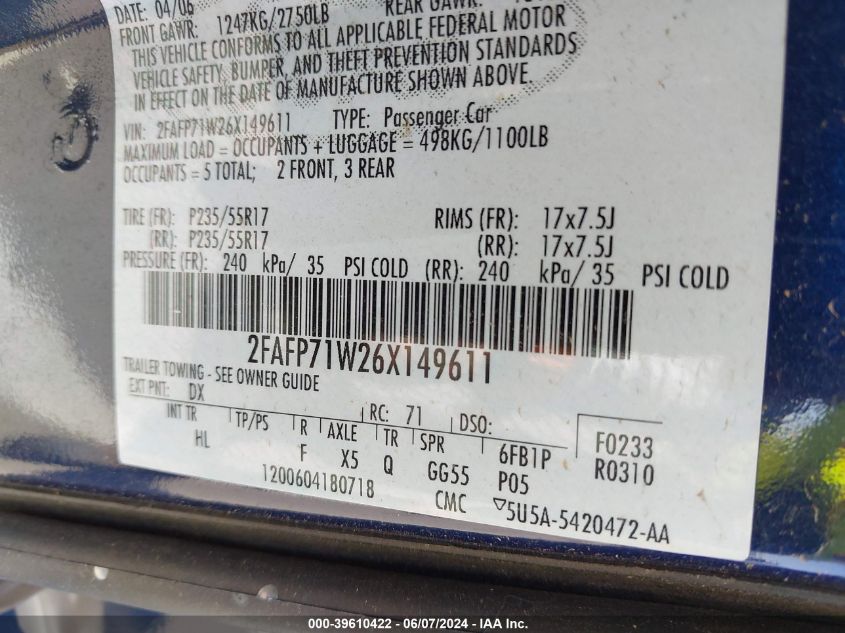 DATE: 04/06
FRONT GAWR: 1247KG/2750LB REAR GAWR:
THIS VEHICLE CONFORMS TO ALL APPLICABLE FEDERAL MOTOR
VEHICLE SAFETY, BUMPER, AND THEFT PREVENTION STANDARDS
IN EFFECT ON THE DATE OF MANUFACTURE SHOWN ABOVE.
VIN: 2FAFP71W26X149611 TYPE: Passenger Car
MAXIMUM LOAD = OCCUPANTS + LUGGAGE = 498KG/1100LB
OCCUPANTS = 5 TOTAL; 2 FRONT, 3 REAR
TIRE (FR): P235/55R17 RIMS (FR): 17x7.5J
(RR): P235/55R17 (RR): 17x7.5J
PRESSURE (FR): 240 kPa/ 35 PSI COLD (RR): 240 kPa/ 35 PSI COLD
2FAFP71W26X149611
TRAILER TOWING - SEE OWNER GUIDE
EXT PNT: DX RC: 71 DSO:
INT TR TP/PS R AXLE TR SPR 6FB1P F0233
HL F X5 Q GG55 P05 R0310
1200604180718 CMC ▽5U5A-5420472-AA
000-39610422 - 06/07/2024 - IAAI.com